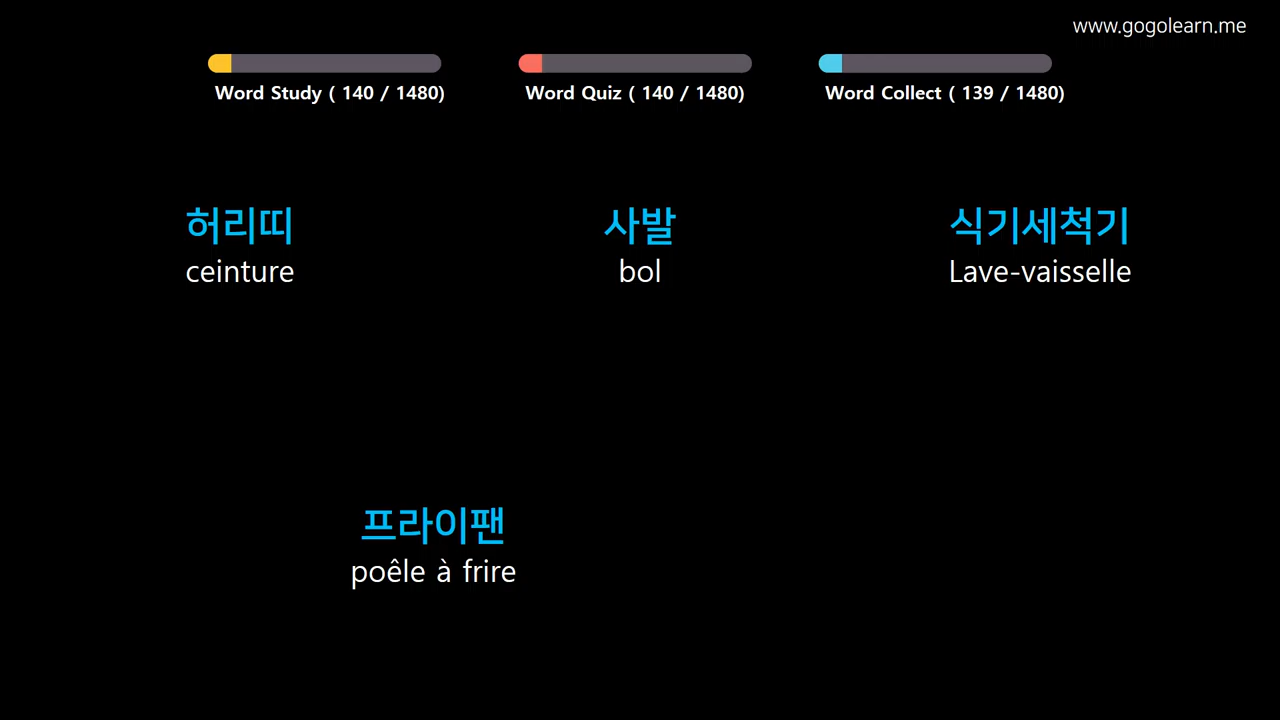 www.gogolearn.me
Word Study ( 140 / 1480)
Word Quiz ( 140 / 1480)
Word Collect ( 139 / 1480)
허리띠
ceinture
사발
bol
식기세척기
Lave-vaisselle
프라이팬
poêle à frire